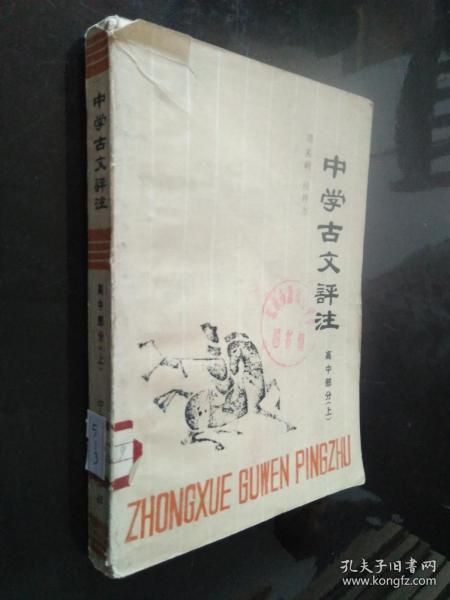 中学古文評注
高中部分(上)
中学古文評注
高中部分(上)
ZHONGXUE GUWEN PINGZHU
孔夫子旧书网
www.kongfz.com